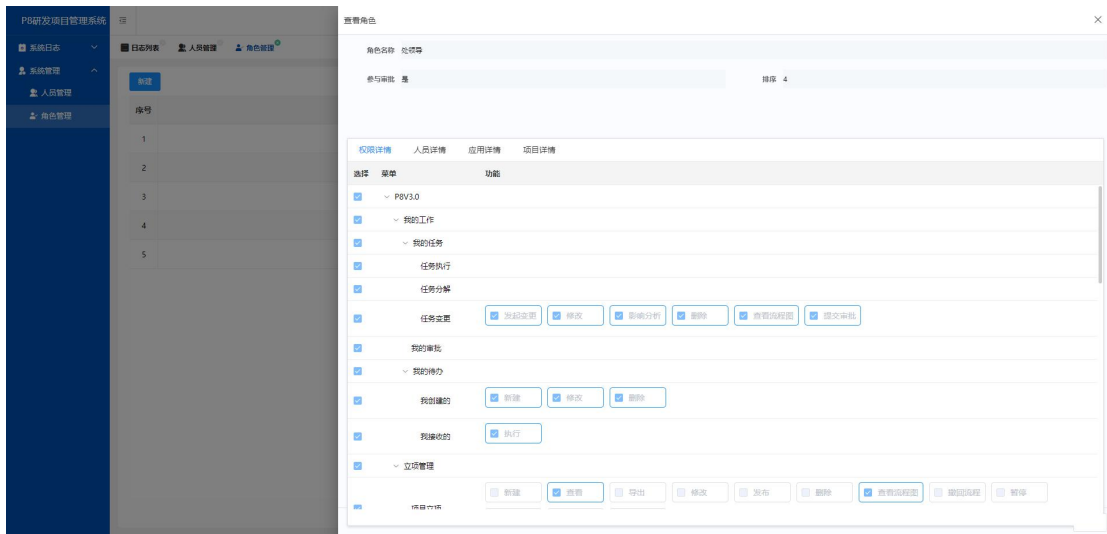 P8研发项目管理系统
查看角色
系统日志
日志列表
人员管理
角色管理
系统管理
人员管理
角色管理
新建
序号
1
2
3
4
5
角色名称 处领导
参与审批 是
排序 4
权限详情 人员详情 应用详情 项目详情
选择 菜单 功能
P8V3.0
我的工作
我的任务
任务执行
任务分解
任务变更 发起变更 修改 影响分析 删除 查看流程图 提交审批
我的审批
我的待办
我创建的 新建 修改 删除
我接收的 执行
立项管理
项目立项 新建 查看 导出 修改 发布 删除 查看流程图 撤回流程 暂停